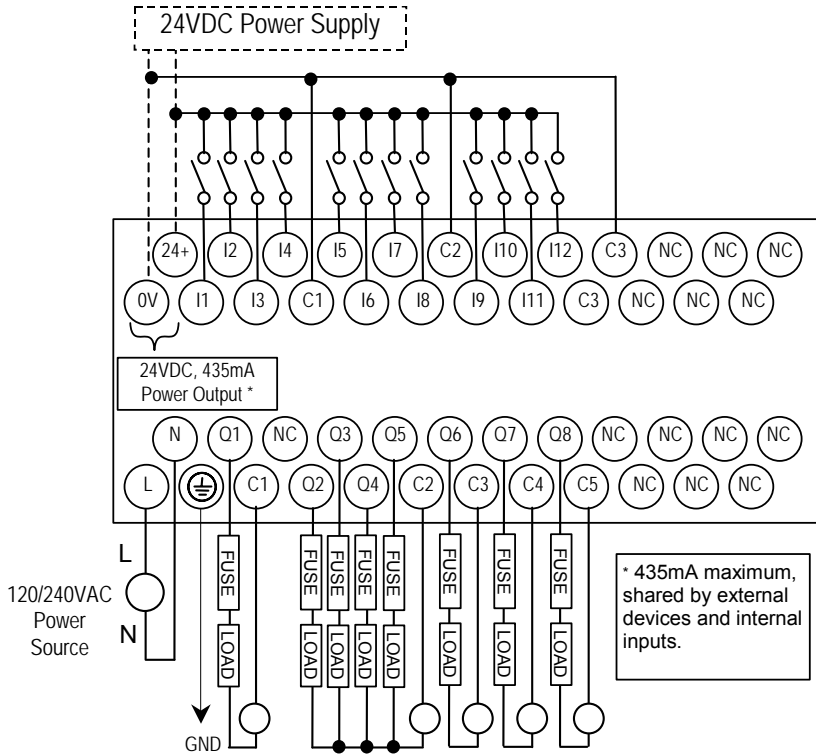 24VDC Power Supply
24+ I2 I4 I5 I7 C2 I10 I12 C3 NC NC NC
0V I1 I3 C1 I6 I8 I9 I11 C3 NC NC NC
24VDC, 435mA
Power Output *
N Q1 NC Q3 Q5 Q6 Q7 Q8 NC NC NC NC
L C1 Q2 Q4 C2 C3 C4 C5 NC NC NC
L
120/240VAC
Power
Source
N
FUSE FUSE FUSE FUSE FUSE FUSE FUSE FUSE
LOAD LOAD LOAD LOAD LOAD LOAD LOAD LOAD
* 435mA maximum,
shared by external
devices and internal
inputs.
GND